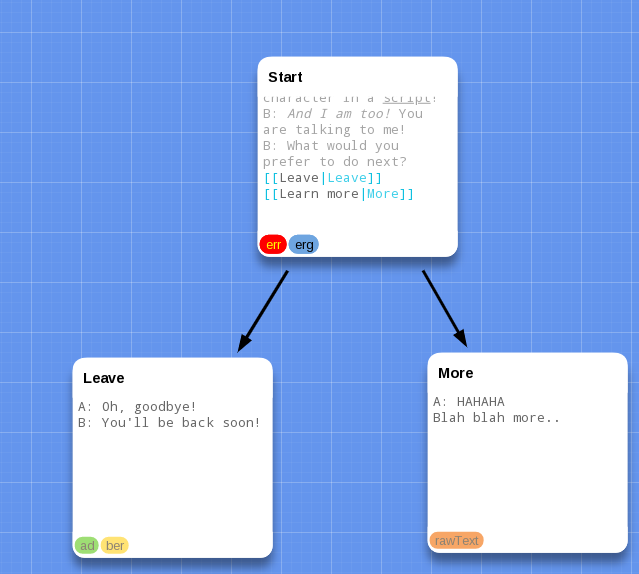 Start
character in a script!
B: And I am too! You
are talking to me!
B: What would you
prefer to do next?
[[Leave|Leave]]
[[Learn more|More]]
err erg
Leave
A: Oh, goodbye!
B: You'll be back soon!
ad ber
More
A: HAHAHA
Blah blah more..
rawText